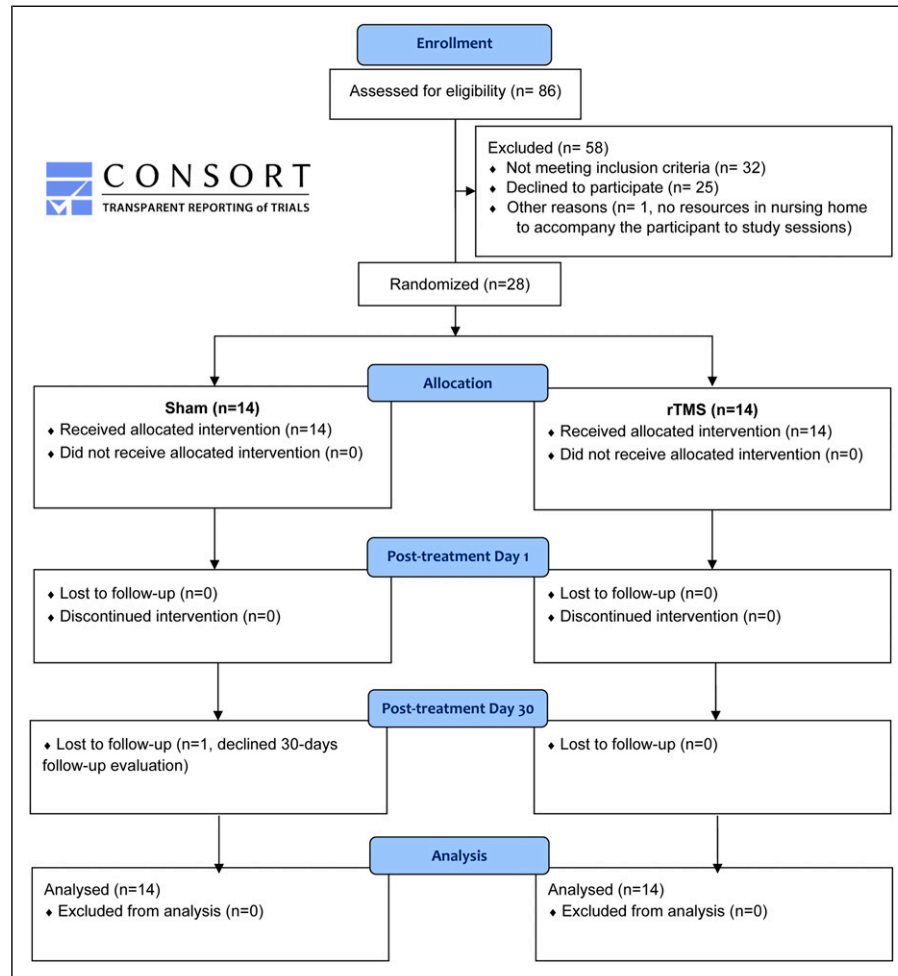 Enrollment
Assessed for eligibility (n= 86)
Excluded (n= 58)
♦ Not meeting inclusion criteria (n= 32)
♦ Declined to participate (n= 25)
♦ Other reasons (n= 1, no resources in nursing home
to accompany the participant to study sessions)
CONSORT
TRANSPARENT REPORTING of TRIALS
Randomized (n=28)
Allocation
Sham (n=14)
♦ Received allocated intervention (n=14)
♦ Did not receive allocated intervention (n=0)
rTMS (n=14)
♦ Received allocated intervention (n=14)
♦ Did not receive allocated intervention (n=0)
Post-treatment Day 1
♦ Lost to follow-up (n=0)
♦ Discontinued intervention (n=0)
♦ Lost to follow-up (n=0)
♦ Discontinued intervention (n=0)
Post-treatment Day 30
♦ Lost to follow-up (n=1, declined 30-days
follow-up evaluation)
♦ Lost to follow-up (n=0)
Analysis
Analysed (n=14)
♦ Excluded from analysis (n=0)
Analysed (n=14)
♦ Excluded from analysis (n=0)